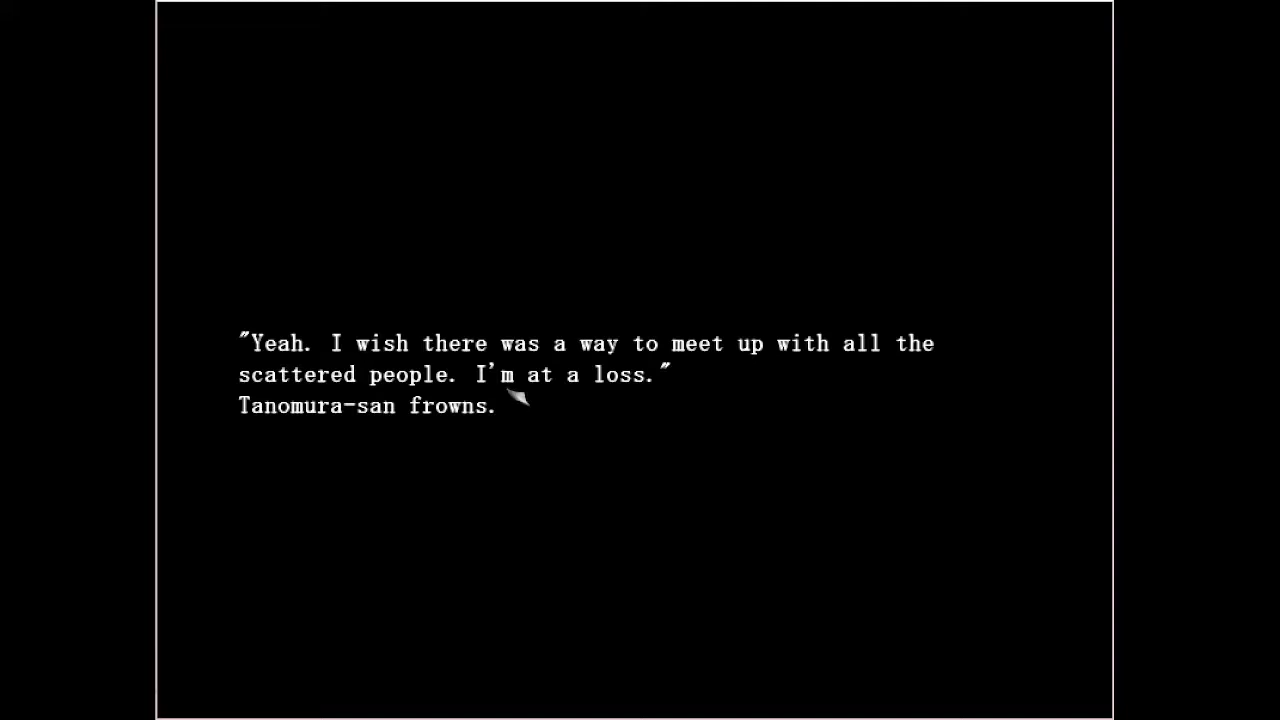 "Yeah. I wish there was a way to meet up with all the
scattered people. I'm at a loss."
Tanomura-san frowns.